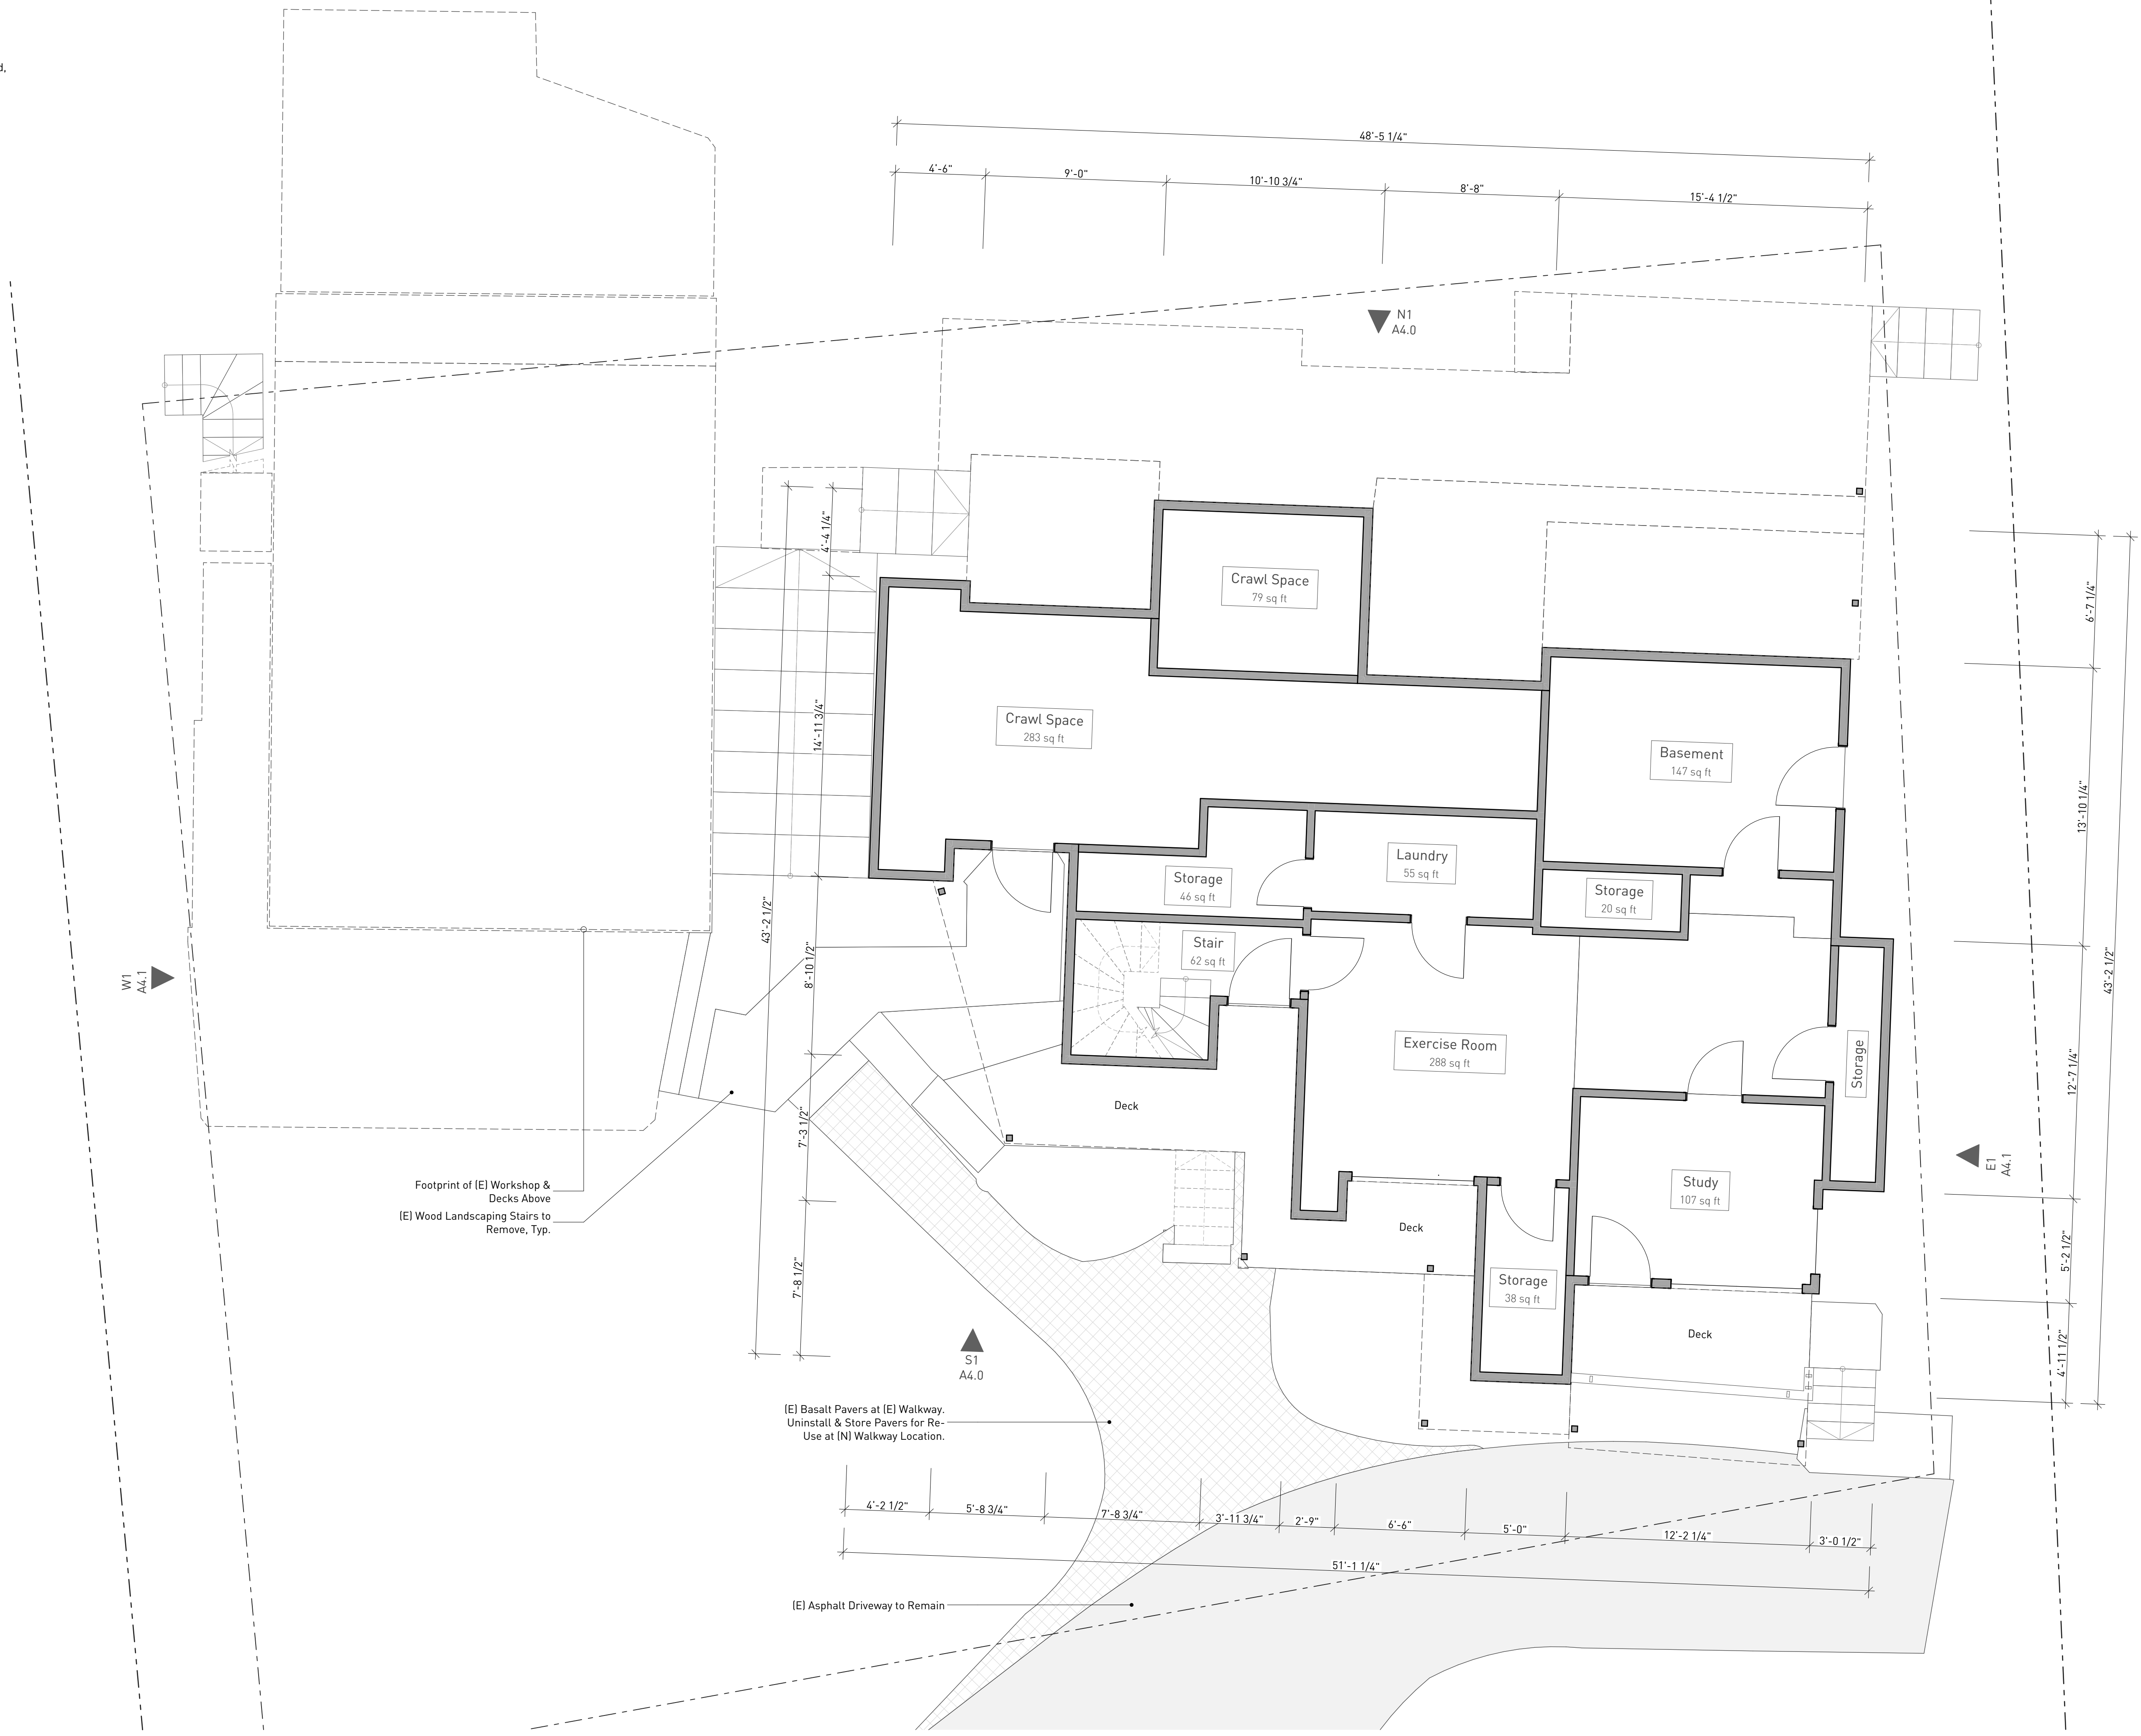 d,
48'-5 1/4"
4'-6"
9'-0"
10'-10 3/4"
8'-8"
15'-4 1/2"
N1
A4.0
4'-4 1/4"
14'-11 3/4"
43'-2 1/2"
8'-10 1/2"
7'-3 1/2"
7'-8 1/2"
Crawl Space
79 sq ft
Crawl Space
283 sq ft
Basement
147 sq ft
Laundry
55 sq ft
Storage
46 sq ft
Storage
20 sq ft
Stair
62 sq ft
Exercise Room
288 sq ft
Storage
Deck
Study
107 sq ft
Deck
Storage
38 sq ft
Deck
6'-7 1/4"
13'-10 1/4"
43'-2 1/2"
12'-7 1/4"
5'-2 1/2"
4'-11 1/2"
W1
A4.1
E1
A4.1
Footprint of (E) Workshop &
Decks Above
(E) Wood Landscaping Stairs to
Remove, Typ.
S1
A4.0
(E) Basalt Pavers at (E) Walkway.
Uninstall & Store Pavers for Re-
Use at (N) Walkway Location.
4'-2 1/2"
5'-8 3/4"
7'-8 3/4"
3'-11 3/4"
2'-9"
6'-6"
5'-0"
12'-2 1/4"
3'-0 1/2"
51'-1 1/4"
(E) Asphalt Driveway to Remain